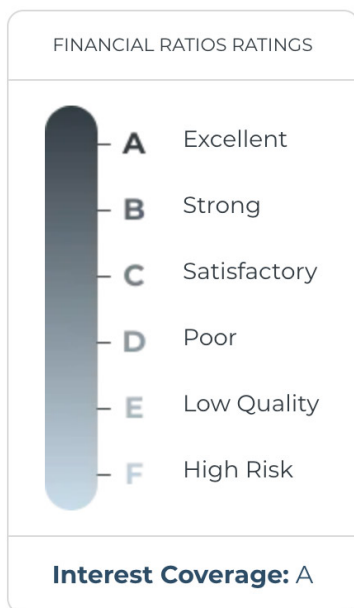 FINANCIAL RATIOS RATINGS
A Excellent
B Strong
C Satisfactory
D Poor
E Low Quality
F High Risk
Interest Coverage: A